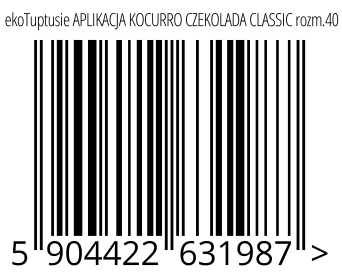 ekoTuptusie APLIKACJA KOCURRO CZEKOLADA CLASSIC rozm.40
5 904422 631987 >